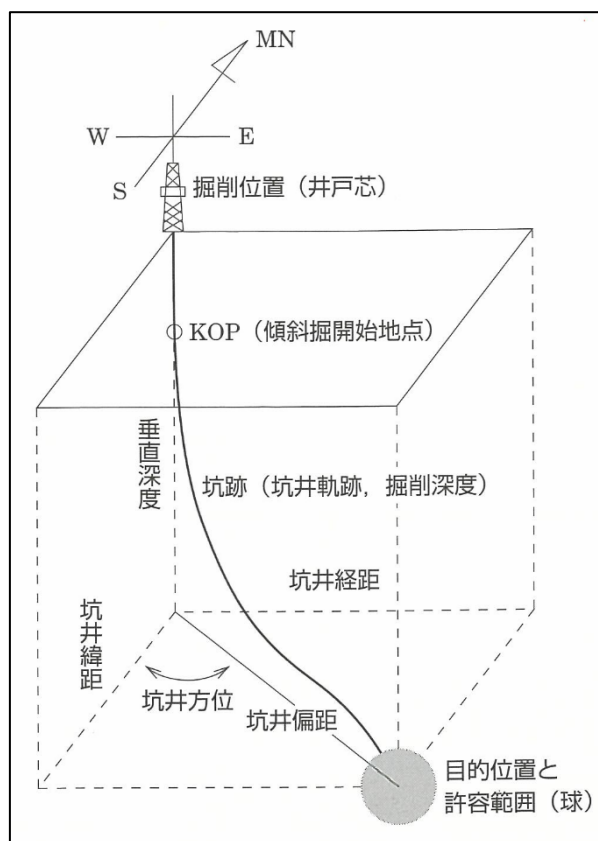 MN
W
E
S
掘削位置（井戸芯）
KOP（傾斜掘開始地点）
垂直深度
坑跡（坑井軌跡，掘削深度）
坑井経距
坑井緯距
坑井方位
坑井偏距
目的位置と
許容範囲（球）